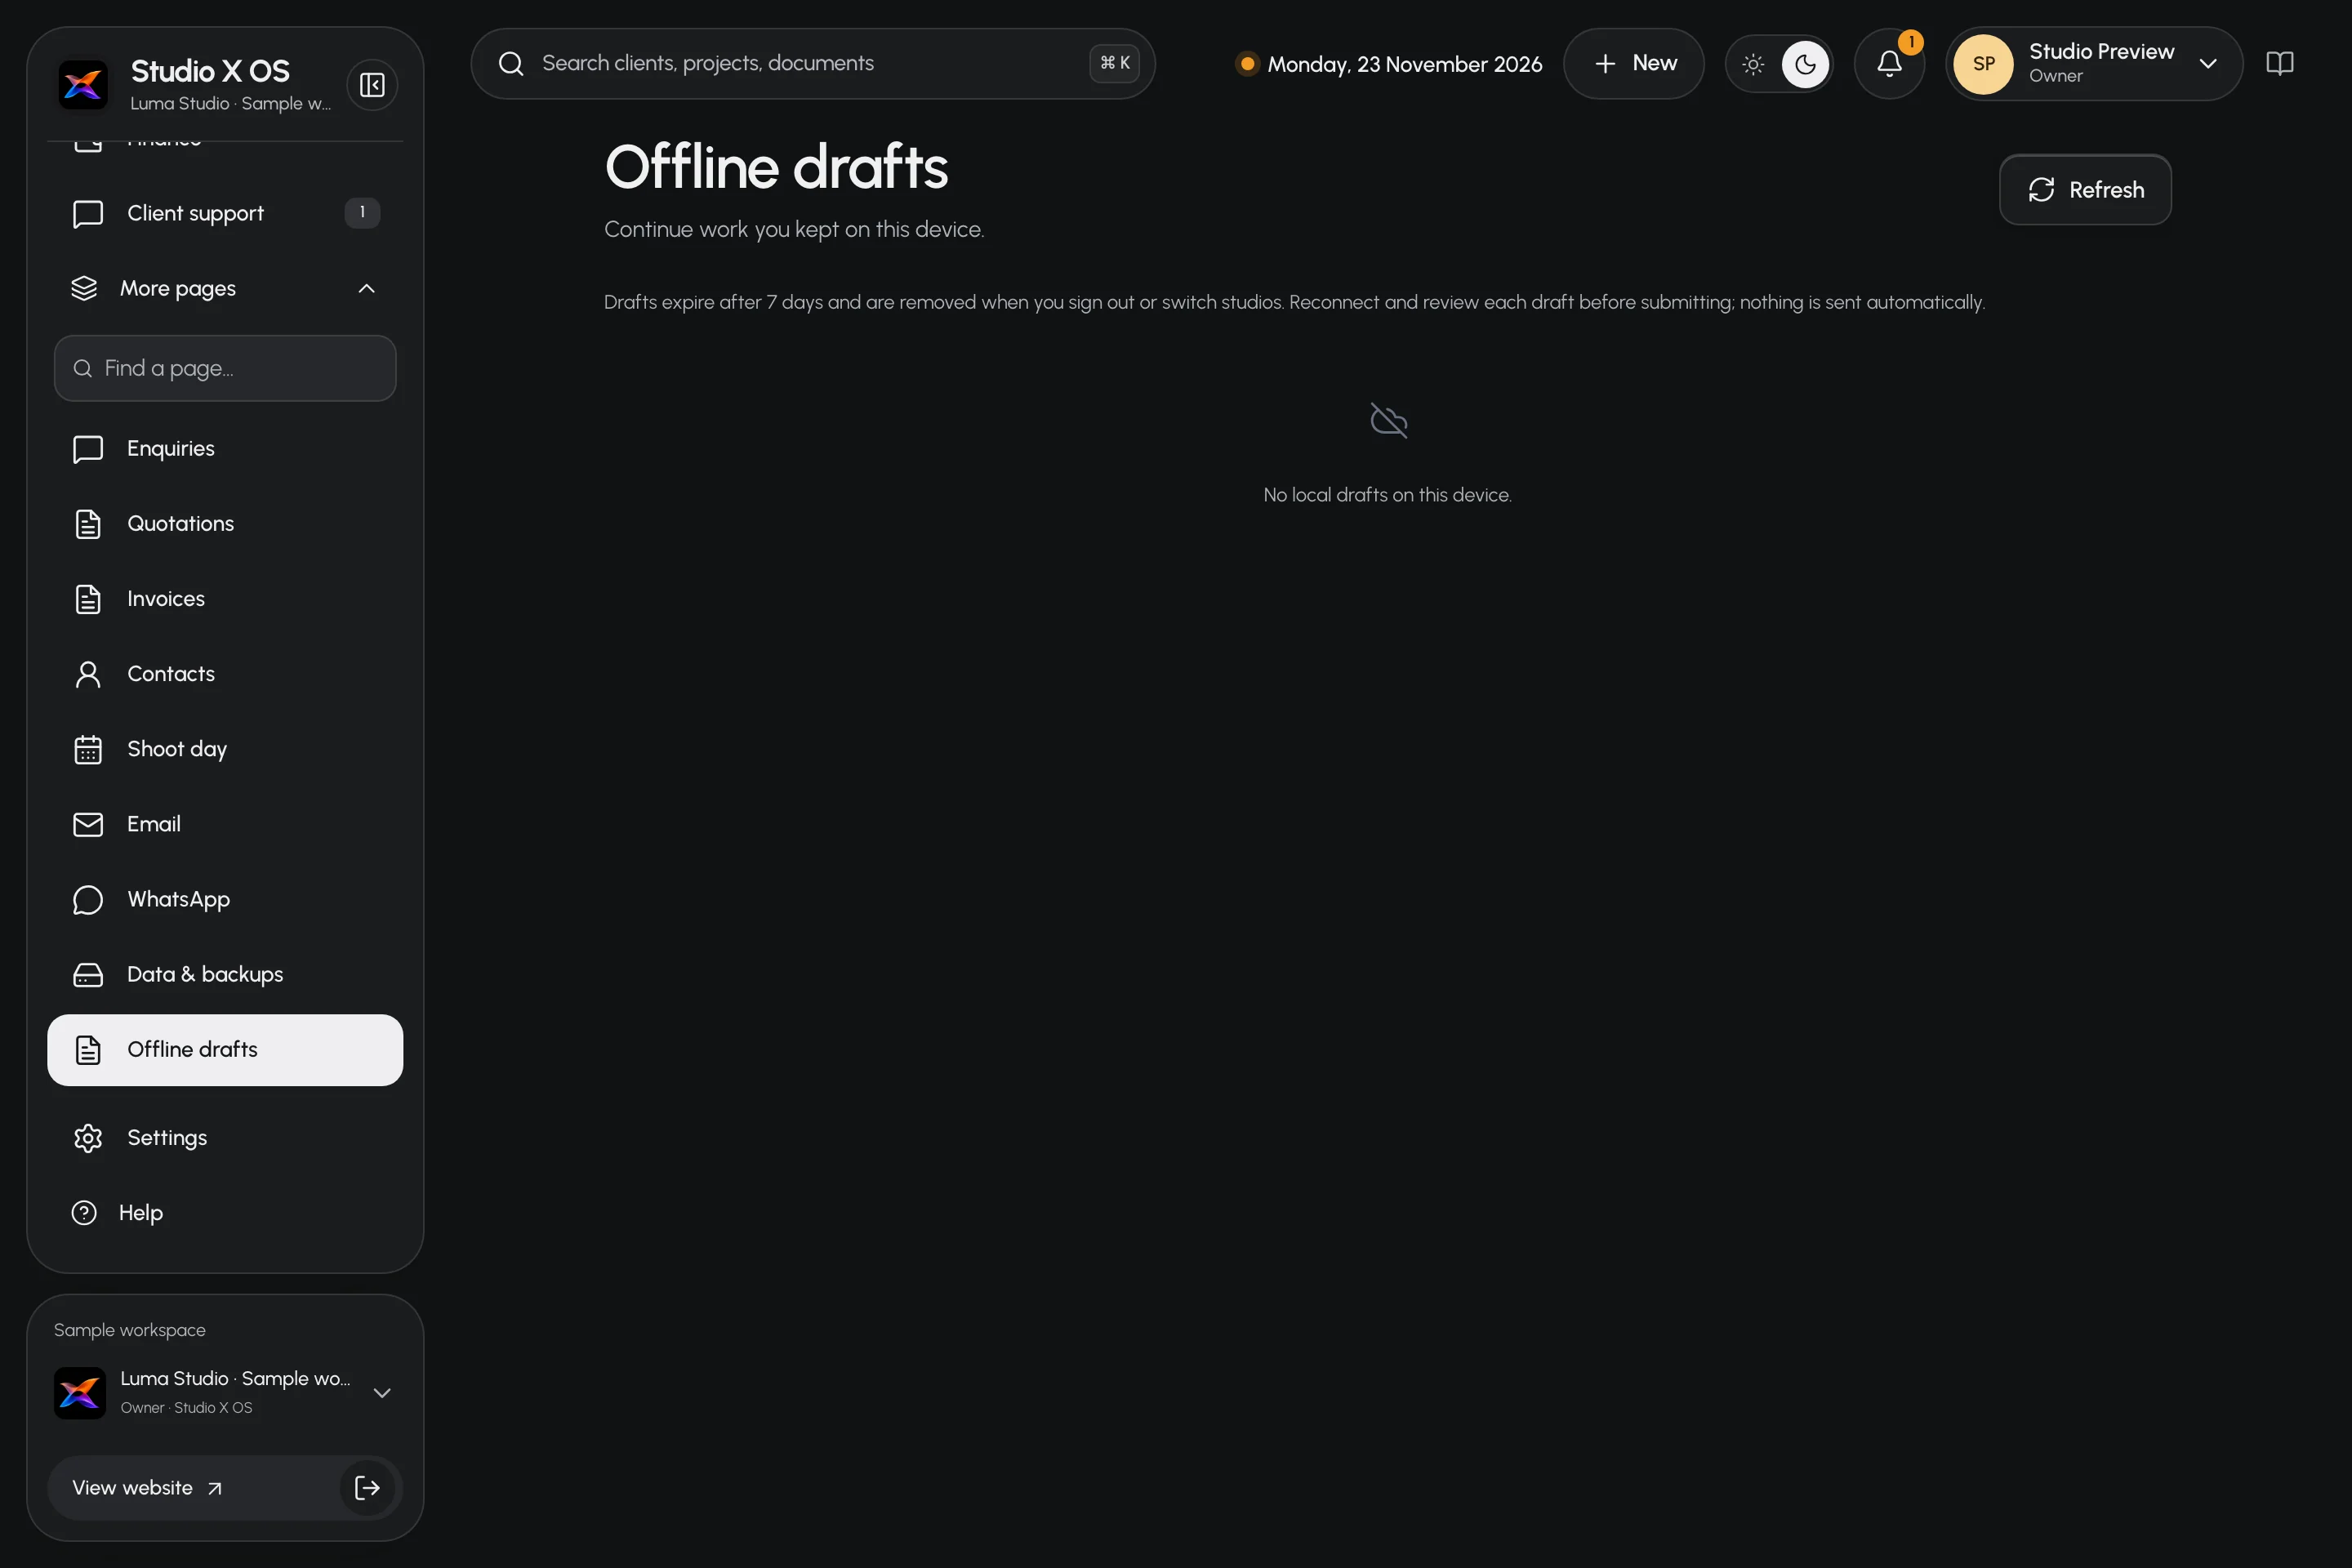 Studio X OS
Luma Studio · Sample w...
Finance
Client support
1
More pages
Find a page...
Enquiries
Quotations
Invoices
Contacts
Shoot day
Email
WhatsApp
Data & backups
Offline drafts
Settings
Help
Sample workspace
Luma Studio · Sample wo...
Owner · Studio X OS
View website
Search clients, projects, documents
⌘ K
Monday, 23 November 2026
New
1
SP
Studio Preview
Owner
Offline drafts
Continue work you kept on this device.
Refresh
Drafts expire after 7 days and are removed when you sign out or switch studios. Reconnect and review each draft before submitting; nothing is sent automatically.
No local drafts on this device.